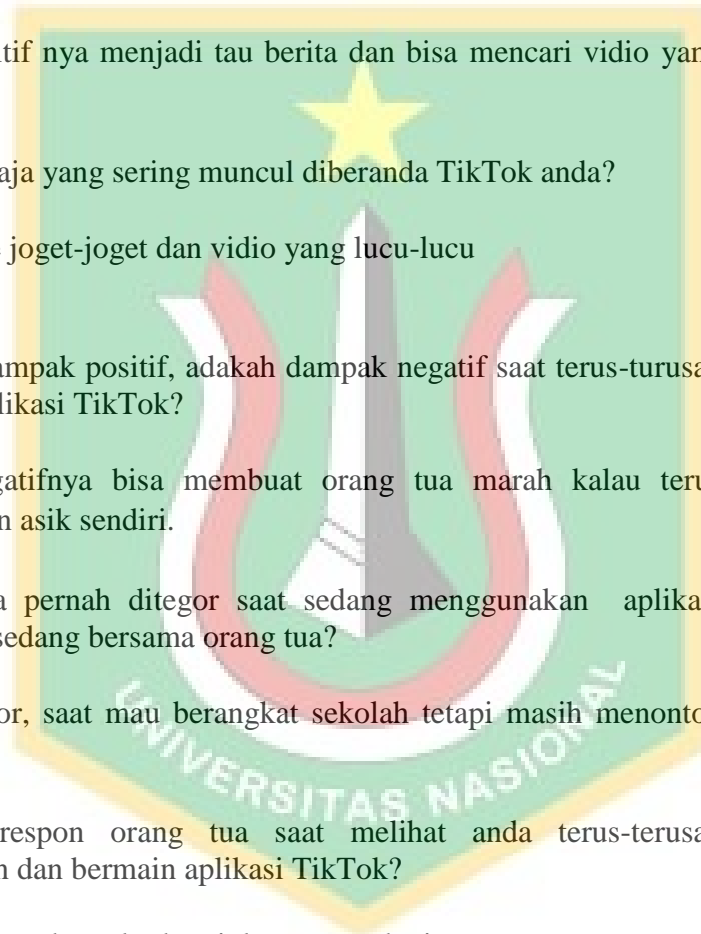 tif nya menjadi tau berita dan bisa mencari vidio yan
aja yang sering muncul diberanda TikTok anda?
joget-joget dan vidio yang lucu-lucu
ampak positif, adakah dampak negatif saat terus-turusa
likasi TikTok?
gatifnya bisa membuat orang tua marah kalau teru
n asik sendiri.
a pernah ditegor saat sedang menggunakan aplika
sedang bersama orang tua?
or, saat mau berangkat sekolah tetapi masih menonto
respon orang tua saat melihat anda terus-terusa
n dan bermain aplikasi TikTok?
UNIVERSITAS NASIONAL